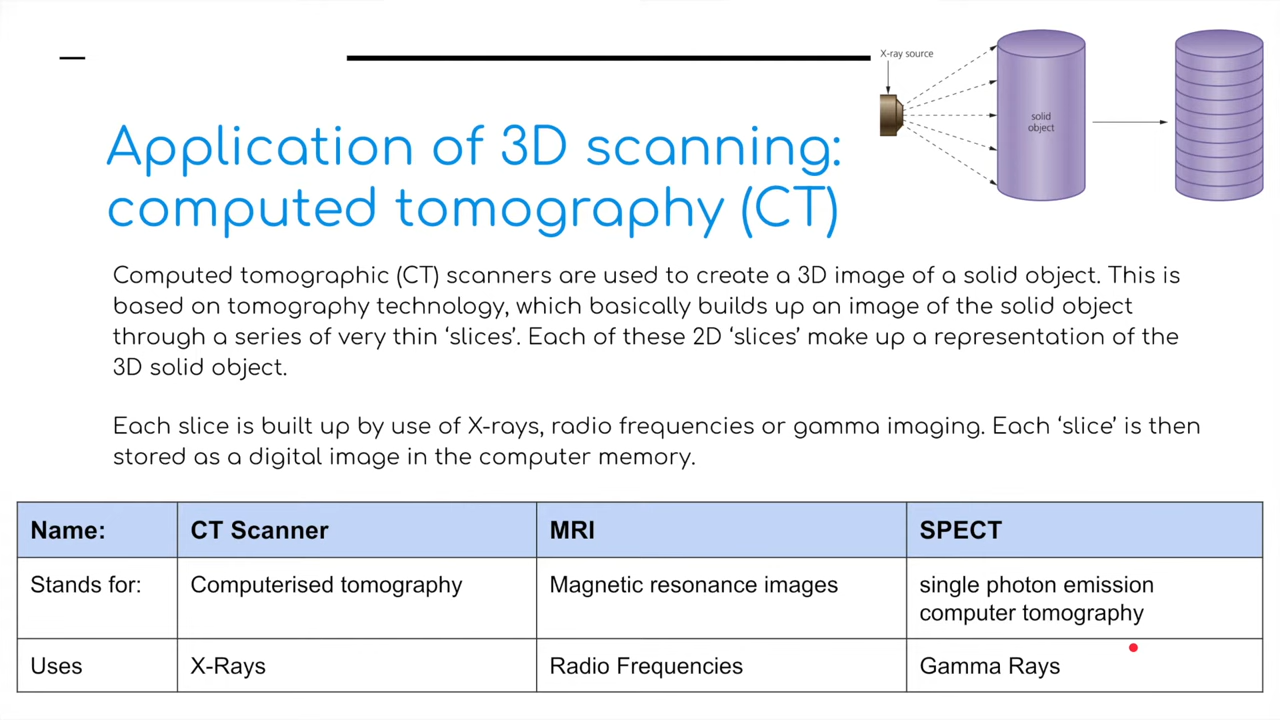 X-ray source
solid
object
Application of 3D scanning:
computed tomography (CT)
Computed tomographic (CT) scanners are used to create a 3D image of a solid object. This is
based on tomography technology, which basically builds up an image of the solid object
through a series of very thin ‘slices’. Each of these 2D ‘slices’ make up a representation of the
3D solid object.
Each slice is built up by use of X-rays, radio frequencies or gamma imaging. Each ‘slice’ is then
stored as a digital image in the computer memory.
Name: CT Scanner MRI SPECT
Stands for: Computerised tomography Magnetic resonance images single photon emission
computer tomography
Uses X-Rays Radio Frequencies Gamma Rays